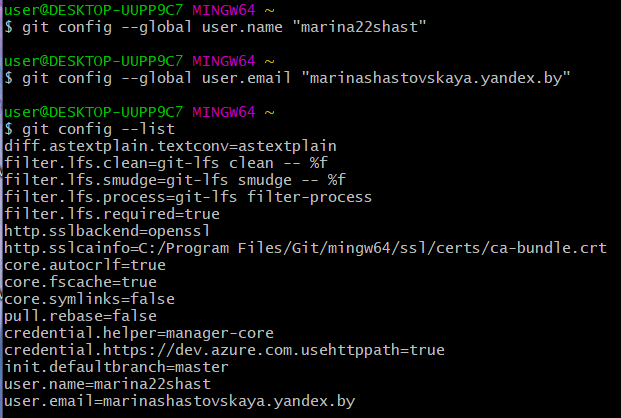 user@DESKTOP-UUPP9C7 MINGW64 ~
$ git config --global user.name "marina22shast"
user@DESKTOP-UUPP9C7 MINGW64 ~
$ git config --global user.email "marinashastovskaya.yandex.by"
user@DESKTOP-UUPP9C7 MINGW64 ~
$ git config --list
diff.astextplain.textconv=astextplain
filter.lfs.clean=git-lfs clean -- %f
filter.lfs.smudge=git-lfs smudge -- %f
filter.lfs.process=git-lfs filter-process
filter.lfs.required=true
http.sslbackend=openssl
http.sslcainfo=C:/Program Files/Git/mingw64/ssl/certs/ca-bundle.crt
core.autocrlf=true
core.fscache=true
core.symlinks=false
pull.rebase=false
credential.helper=manager-core
credential.https://dev.azure.com.usehttppath=true
init.defaultbranch=master
user.name=marina22shast
user.email=marinashastovskaya.yandex.by